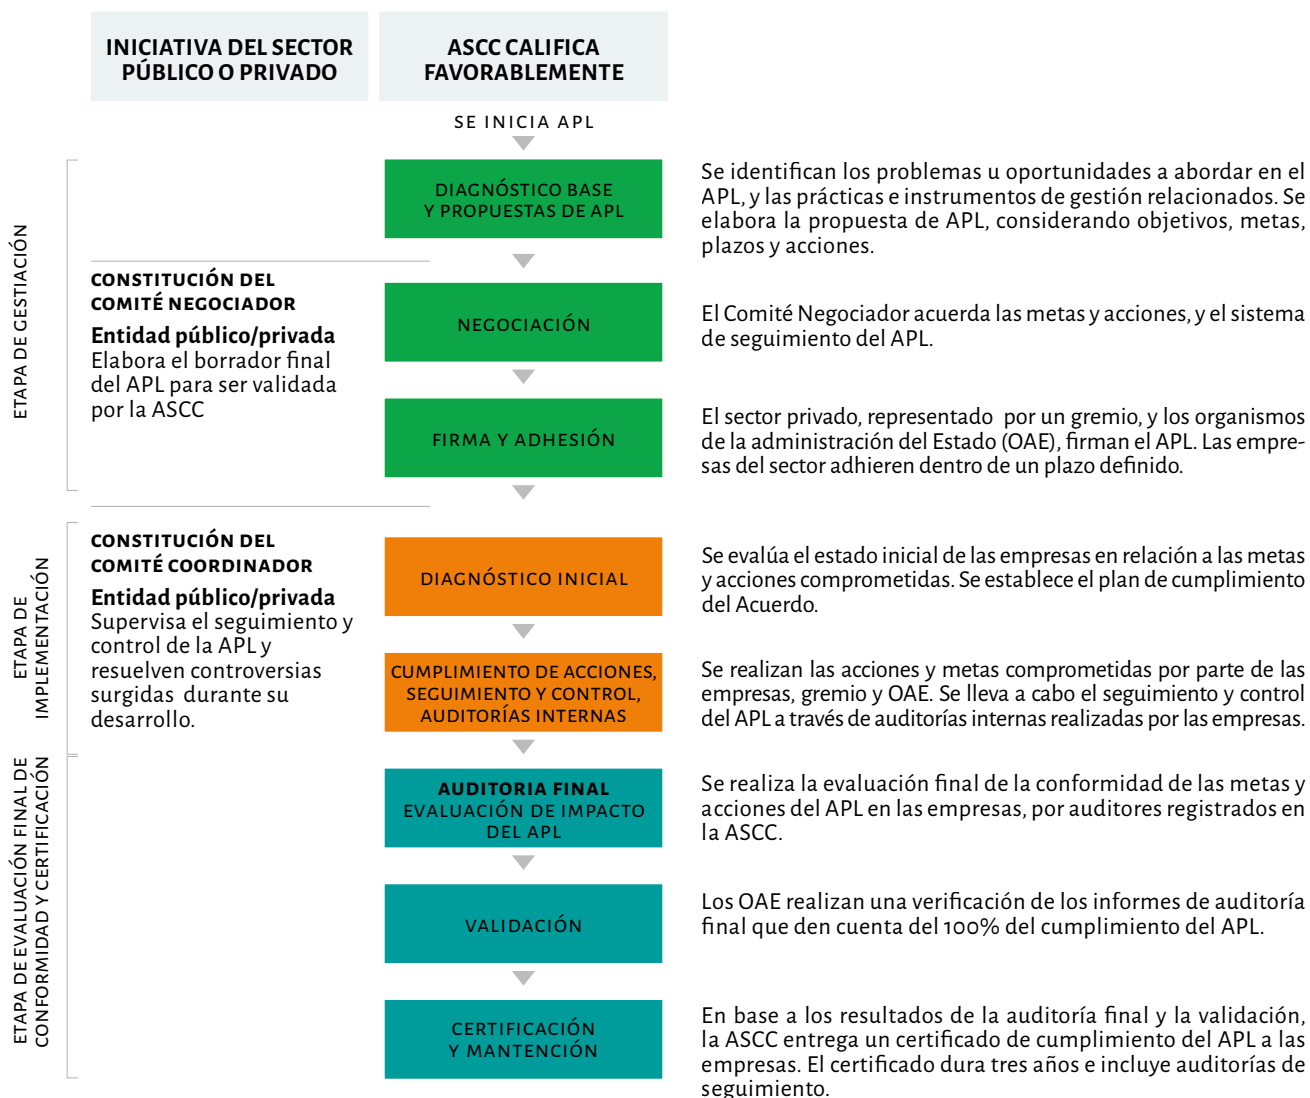 INICIATIVA DEL SECTOR
PÚBLICO O PRIVADO
ASCC CALIFICA
FAVORABLEMENTE
SE INICIA APL
ETAPA DE GESTIACIÓN
DIAGNÓSTICO BASE
Y PROPUESTAS DE APL
Se identifican los problemas u oportunidades a abordar en el
APL, y las prácticas e instrumentos de gestión relacionados. Se
elabora la propuesta de APL, considerando objetivos, metas,
plazos y acciones.
CONSTITUCIÓN DEL
COMITÉ NEGOCIADOR
Entidad público/privada
Elabora el borrador final
del APL para ser validada
por la ASCC
NEGOCIACIÓN
El Comité Negociador acuerda las metas y acciones, y el sistema
de seguimiento del APL.
FIRMA Y ADHESIÓN
El sector privado, representado por un gremio, y los organismos
de la administración del Estado (OAE), firman el APL. Las empre-
sas del sector adhieren dentro de un plazo definido.
ETAPA DE
IMPLEMENTACIÓN
CONSTITUCIÓN DEL
COMITÉ COORDINADOR
Entidad público/privada
Supervisa el seguimiento y
control de la APL y
resuelven controversias
surgidas durante su
desarrollo.
DIAGNÓSTICO INICIAL
Se evalúa el estado inicial de las empresas en relación a las metas
y acciones comprometidas. Se establece el plan de cumplimiento
del Acuerdo.
CUMPLIMIENTO DE ACCIONES,
SEGUIMIENTO Y CONTROL,
AUDITORÍAS INTERNAS
Se realizan las acciones y metas comprometidas por parte de las
empresas, gremio y OAE. Se lleva a cabo el seguimiento y control
del APL a través de auditorías internas realizadas por las empresas.
ETAPA DE EVALUACIÓN FINAL DE
CONFORMIDAD Y CERTIFICACIÓN
AUDITORIA FINAL
EVALUACIÓN DE IMPACTO
DEL APL
Se realiza la evaluación final de la conformidad de las metas y
acciones del APL en las empresas, por auditores registrados en
la ASCC.
VALIDACIÓN
Los OAE realizan una verificación de los informes de auditoría
final que den cuenta del 100% del cumplimiento del APL.
CERTIFICACIÓN
Y MANTENCIÓN
En base a los resultados de la auditoría final y la validación,
la ASCC entrega un certificado de cumplimiento del APL a las
empresas. El certificado dura tres años e incluye auditorías de
seguimiento.